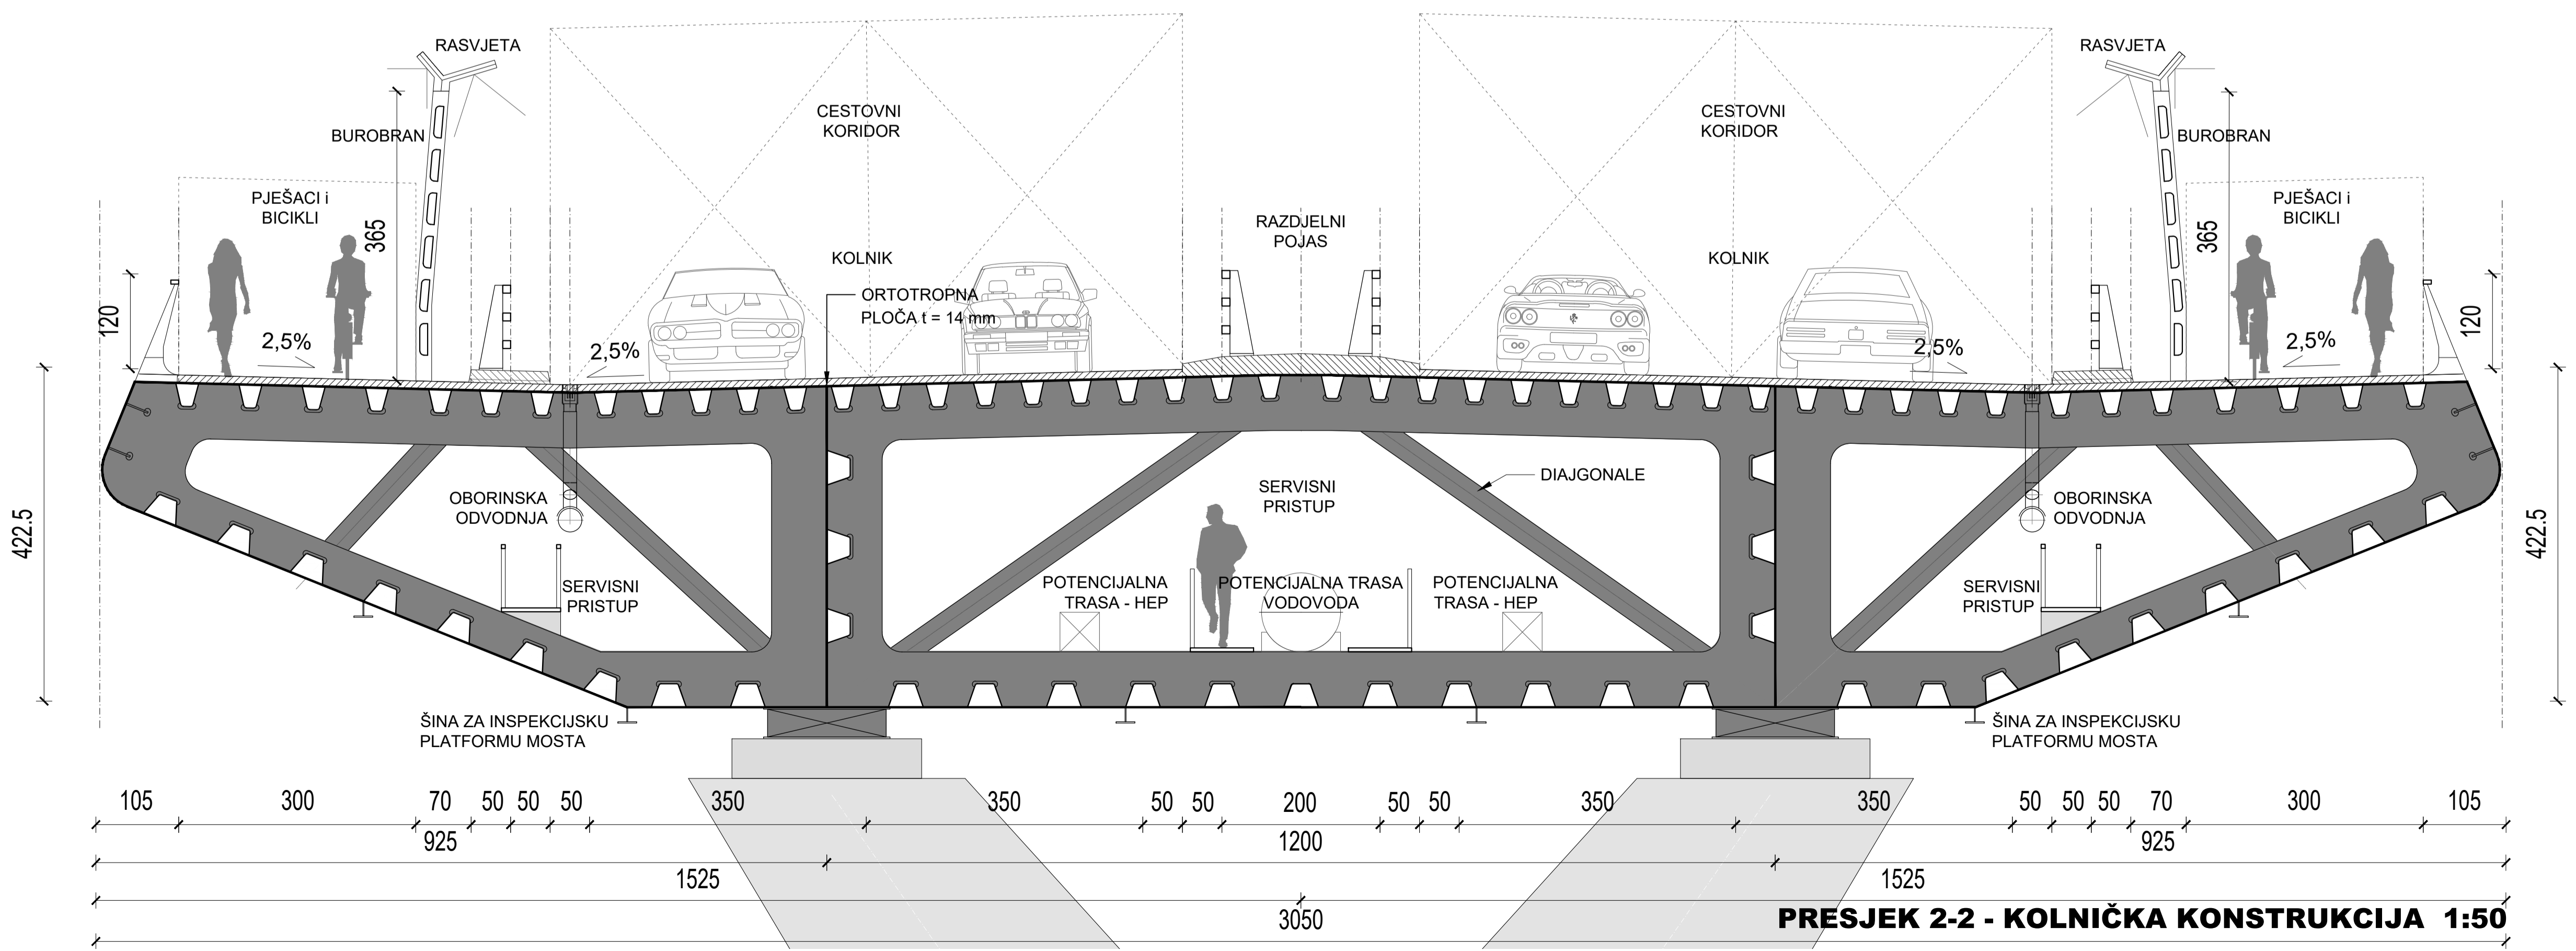 RASVJETA
RASVJETA
CESTOVNI
KORIDOR
CESTOVNI
KORIDOR
BUROBRAN
BUROBRAN
PJEŠACI i
BICIKLI
PJEŠACI i
BICIKLI
365
365
RAZDJELNI
POJAS
KOLNIK
KOLNIK
ORTOTROPNA
PLOČA t = 14 mm
120
120
2,5%
2,5%
2,5%
2,5%
DIAJGONALE
SERVISNI
PRISTUP
OBORINSKA
ODVODNJA
OBORINSKA
ODVODNJA
422.5
422.5
SERVISNI
PRISTUP
POTENCIJALNA
TRASA - HEP
POTENCIJALNA TRASA
VODOVODA
POTENCIJALNA
TRASA - HEP
SERVISNI
PRISTUP
ŠINA ZA INSPEKCIJSKU
PLATFORMU MOSTA
ŠINA ZA INSPEKCIJSKU
PLATFORMU MOSTA
105 300 70 50 50 50 350 350 50 50 200 50 50 350 350 50 50 50 70 300 105
925 1200 925
1525 1525
3050
PRESJEK 2-2 - KOLNIČKA KONSTRUKCIJA 1:50